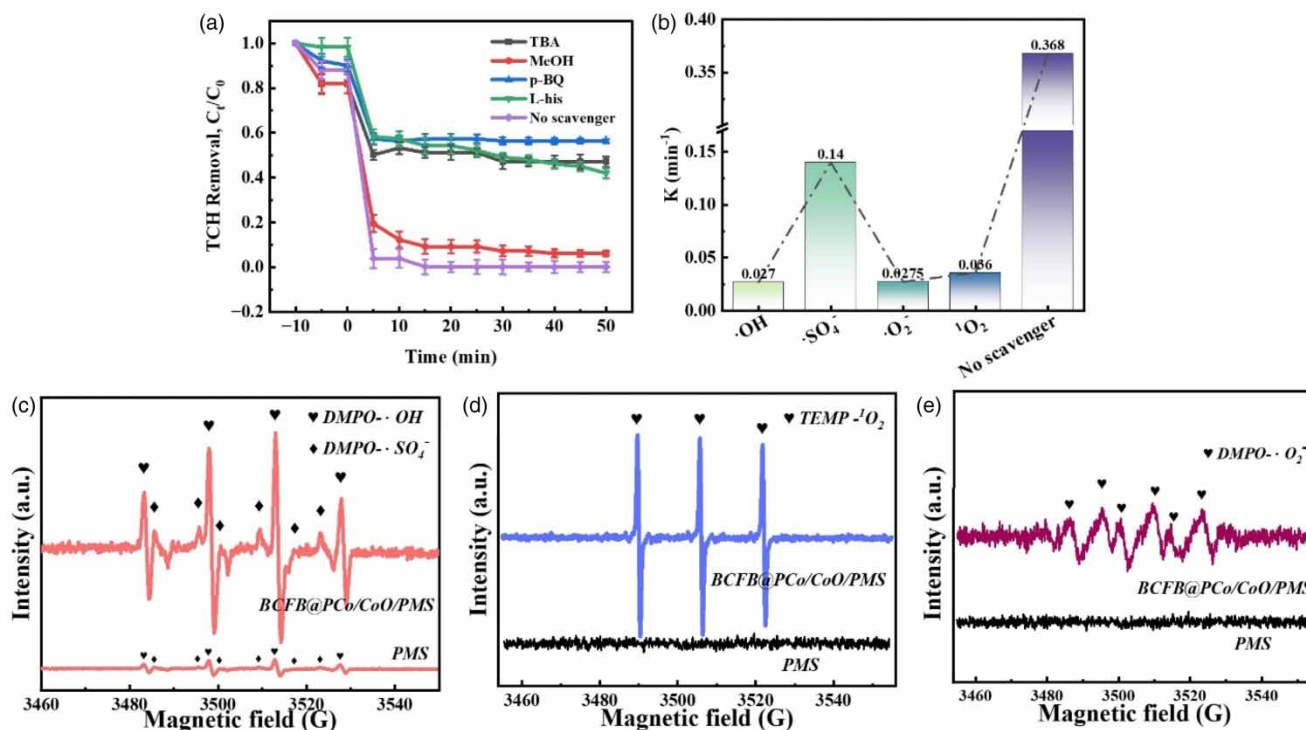 (a)
TCH Removal, Cₜ/C₀
1.0
0.8
0.6
0.4
0.2
0.0
−0.2
TBA
MeOH
p-BQ
L-his
No scavenger
−10
0
10
20
30
40
50
Time (min)
(b)
K (min⁻¹)
0.40
0.35
0.15
0.10
0.05
0.00
0.027
0.14
0.0275
0.036
0.368
·OH
·SO₄⁻
·O₂⁻
¹O₂
No scavenger
(c)
Intensity (a.u.)
♥ DMPO-·OH
♦ DMPO-·SO₄⁻
BCFB@PCo/CoO/PMS
PMS
3460
3480
3510
3540
Magnetic field (G)
(d)
Intensity (a.u.)
♥ TEMP-¹O₂
BCFB@PCo/CoO/PMS
PMS
3460
3480
3500
3520
3540
Magnetic field (G)
(e)
Intensity (a.u.)
♥ DMPO-·O₂⁻
BCFB@PCo/CoO/PMS
PMS
3460
3480
3500
3520
3540
Magnetic field (G)